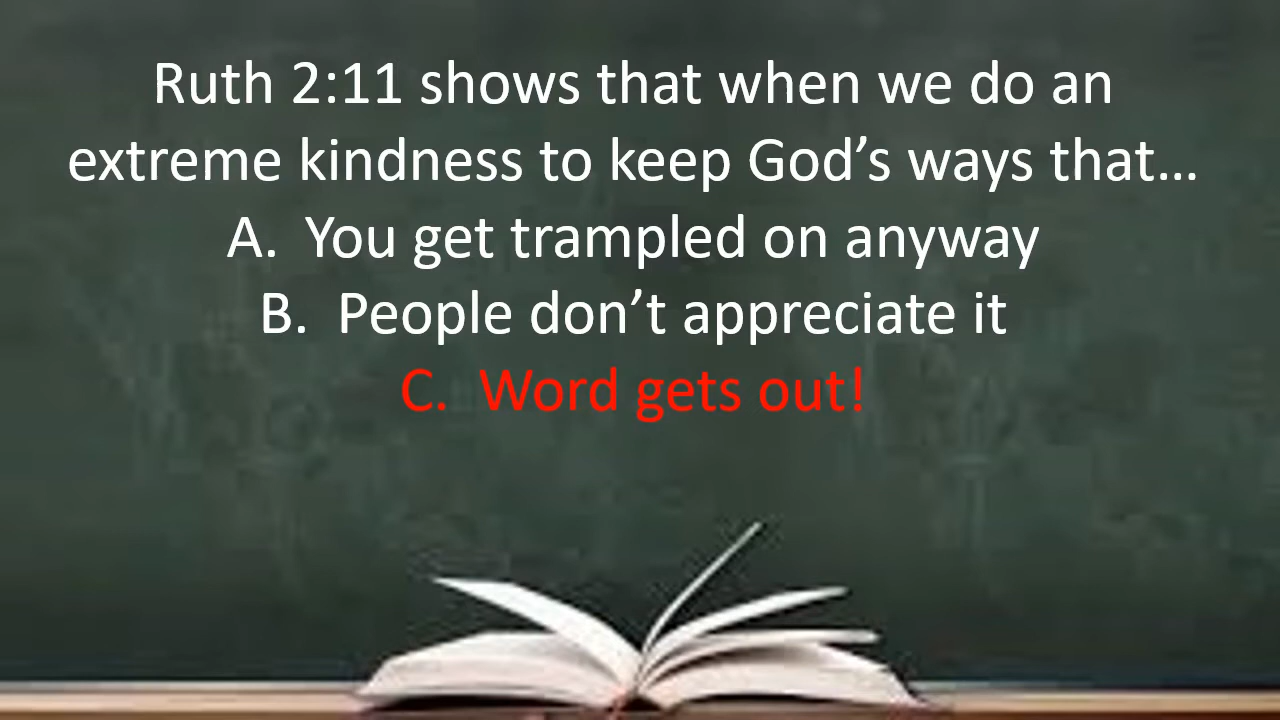 Ruth 2:11 shows that when we do an
extreme kindness to keep God’s ways that…
A.  You get trampled on anyway
B.  People don’t appreciate it
C.  Word gets out!